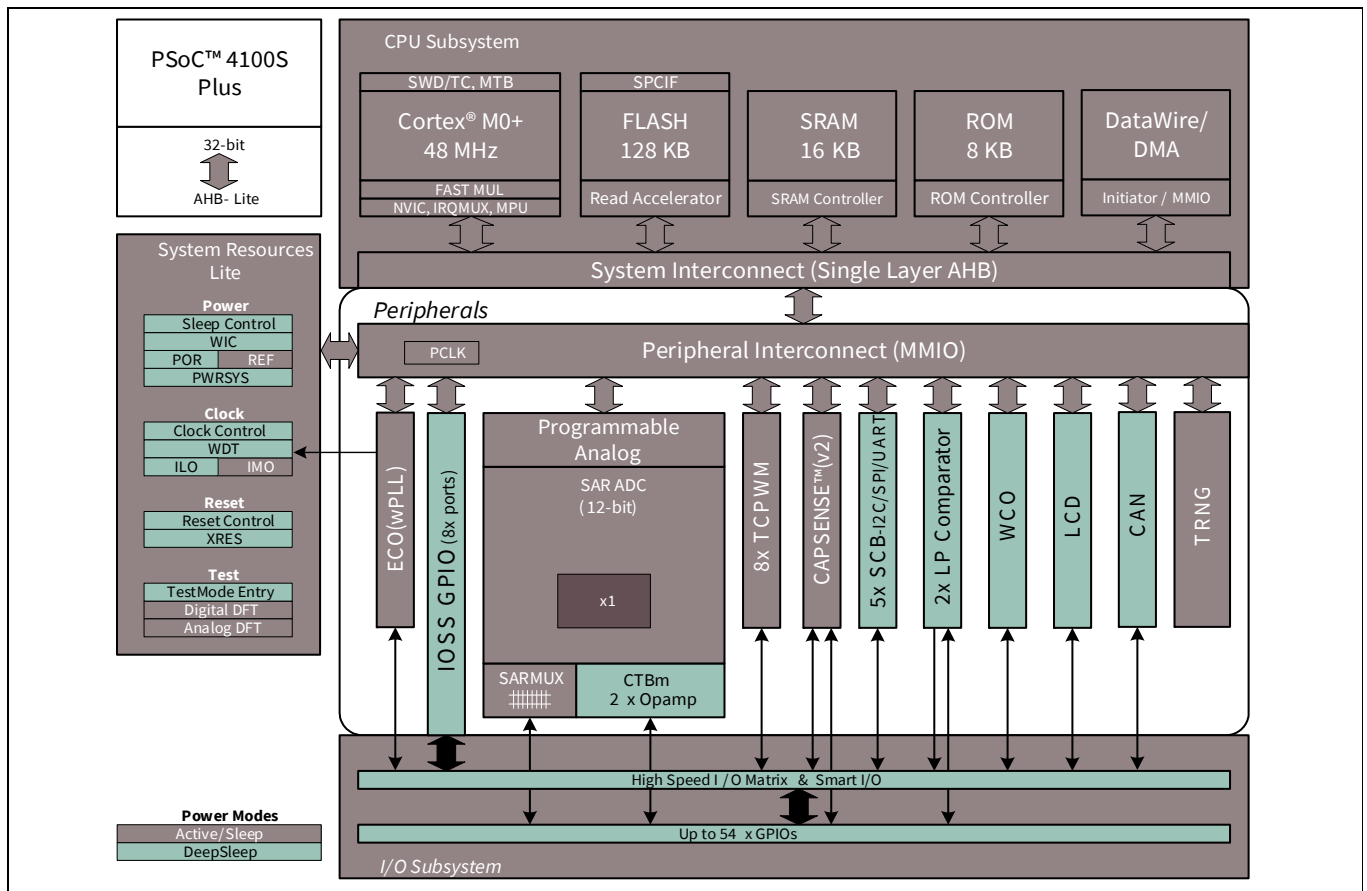 PSoC™ 4100S
Plus
32-bit
AHB- Lite
CPU Subsystem
SWD/TC, MTB
Cortex® M0+
48 MHz
FAST MUL
NVIC, IRQMUX, MPU
SPCIF
FLASH
128 KB
Read Accelerator
SRAM
16 KB
SRAM Controller
ROM
8 KB
ROM Controller
DataWire/
DMA
Initiator / MMIO
System Interconnect (Single Layer AHB)
System Resources
Lite
Power
Sleep Control
WIC
POR REF
PWRSYS
Clock
Clock Control
WDT
ILO IMO
Reset
Reset Control
XRES
Test
TestMode Entry
Digital DFT
Analog DFT
Peripherals
PCLK
Peripheral Interconnect (MMIO)
ECO(wPLL)
IOSS GPIO (8x ports)
Programmable
Analog
SAR ADC
(12-bit)
x1
SARMUX
CTBm
2 x Opamp
8x TCPWM
CAPSENSE™(v2)
5x SCB-I2C/SPI/UART
2x LP Comparator
WCO
LCD
CAN
TRNG
High Speed I / O Matrix & Smart I/O
Up to 54 x GPIOs
I/O Subsystem
Power Modes
Active/Sleep
DeepSleep